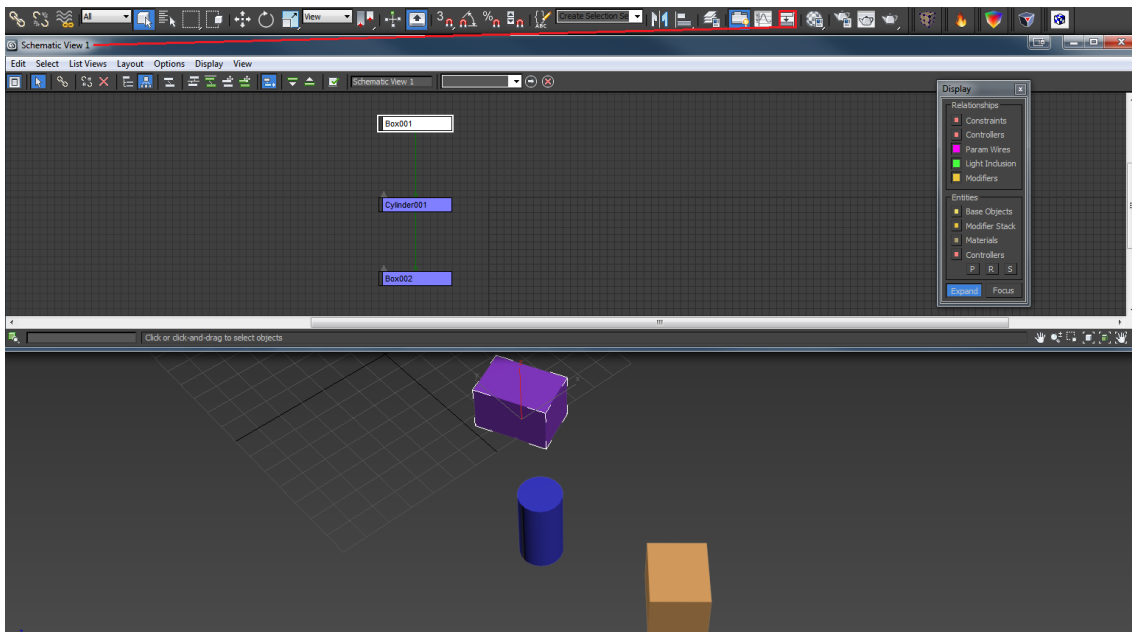 All
View
3
%
ABC
Create Selection Se
Schematic View 1
Edit Select List Views Layout Options Display View
Schematic View 1
Display
Relationships
Constraints
Controllers
Param Wires
Light Inclusion
Modifiers
Entities
Base Objects
Modifier Stack
Materials
Controllers
P R S
Expand Focus
Box001
Cylinder001
Box002
Click or click-and-drag to select objects